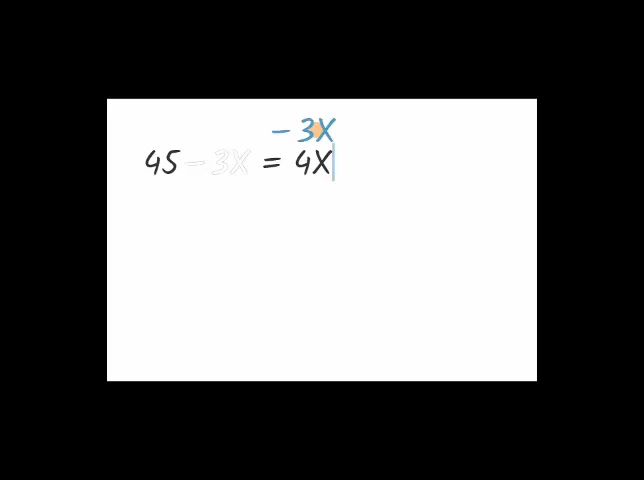 - 3X
45 - 3X = 4X